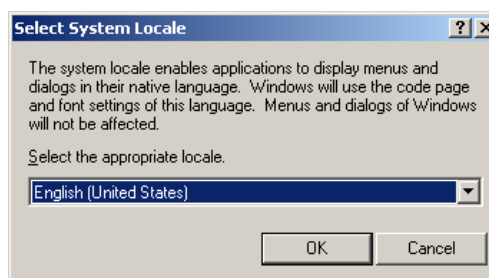 Select System Locale
The system locale enables applications to display menus and
dialogs in their native language. Windows will use the code page
and font settings of this language. Menus and dialogs of Windows
will not be affected.
Select the appropriate locale.
English (United States)
OK Cancel